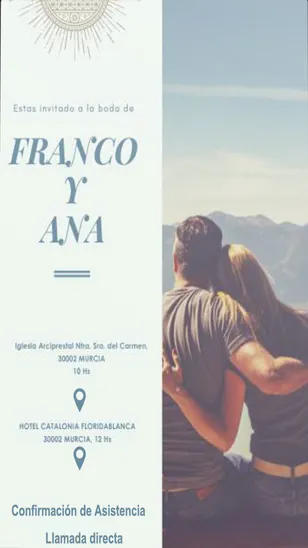 Estas invitado a la boda de
FRANCO
Y
ANA
Iglesia Arciprestal Ntra. Sra. del Carmen,
30002 MURCIA
10 Hs
HOTEL CATALONIA FLORIDABLANCA
30002 MURCIA, 12 Hs
Confirmación de Asistencia
Llamada directa